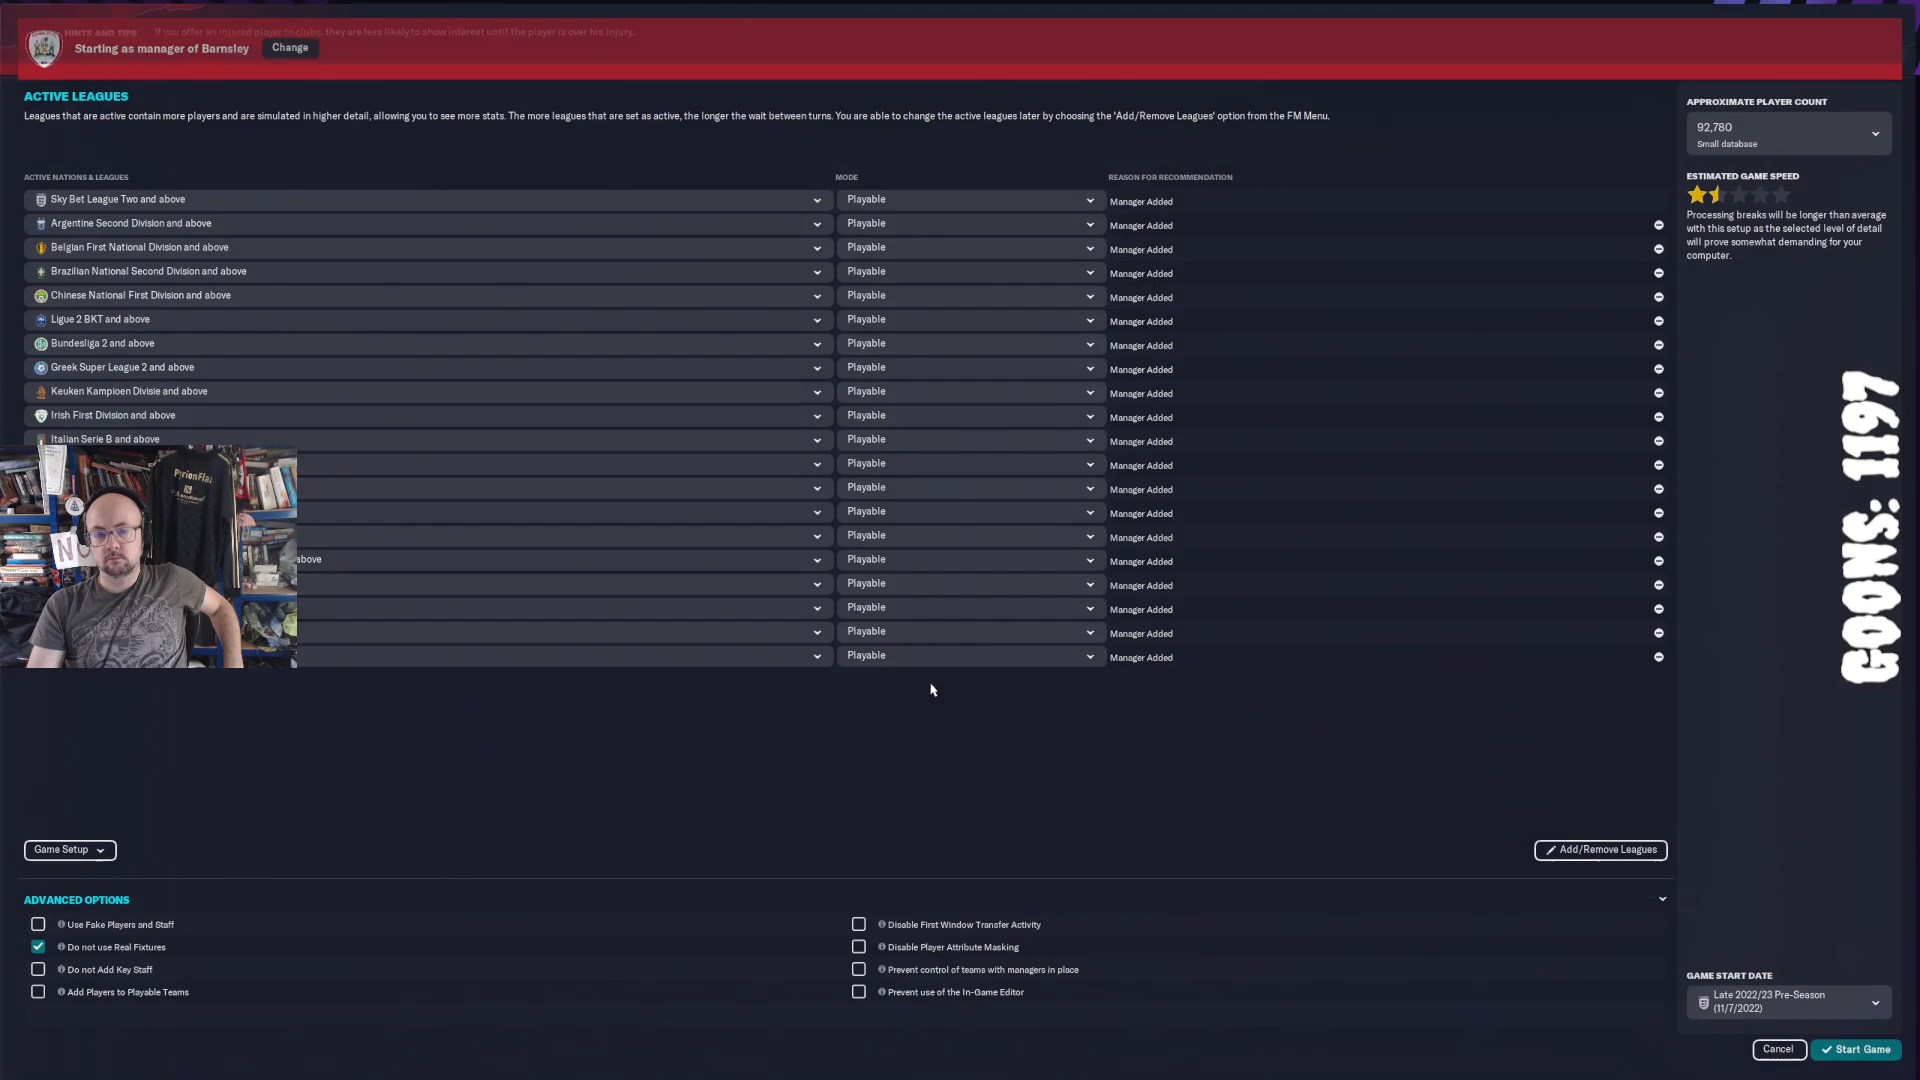 HINTS AND TIPS If you offer an injured player to clubs, they are less likely to show interest until the player is over his injury.
Starting as manager of Barnsley Change
ACTIVE LEAGUES
Leagues that are active contain more players and are simulated in higher detail, allowing you to see more stats. The more leagues that are set as active, the longer the wait between turns. You are able to change the active leagues later by choosing the 'Add/Remove Leagues' option from the FM Menu.
ACTIVE NATIONS & LEAGUES MODE REASON FOR RECOMMENDATION
Sky Bet League Two and above Playable Manager Added
Argentine Second Division and above Playable Manager Added
Belgian First National Division and above Playable Manager Added
Brazilian National Second Division and above Playable Manager Added
Chinese National First Division and above Playable Manager Added
Ligue 2 BKT and above Playable Manager Added
Bundesliga 2 and above Playable Manager Added
Greek Super League 2 and above Playable Manager Added
Keuken Kampioen Divisie and above Playable Manager Added
Irish First Division and above Playable Manager Added
Italian Serie B and above Playable Manager Added
Playable Manager Added
Playable Manager Added
Playable Manager Added
Playable Manager Added
above Playable Manager Added
Playable Manager Added
Playable Manager Added
Playable Manager Added
Playable Manager Added
Game Setup
Add/Remove Leagues
ADVANCED OPTIONS
Use Fake Players and Staff
Do not use Real Fixtures
Do not Add Key Staff
Add Players to Playable Teams
Disable First Window Transfer Activity
Disable Player Attribute Masking
Prevent control of teams with managers in place
Prevent use of the In-Game Editor
APPROXIMATE PLAYER COUNT
92,780
Small database
ESTIMATED GAME SPEED
Processing breaks will be longer than average
with this setup as the selected level of detail
will prove somewhat demanding for your
computer.
GOONS: 1197
GAME START DATE
Late 2022/23 Pre-Season
(11/7/2022)
Cancel
Start Game